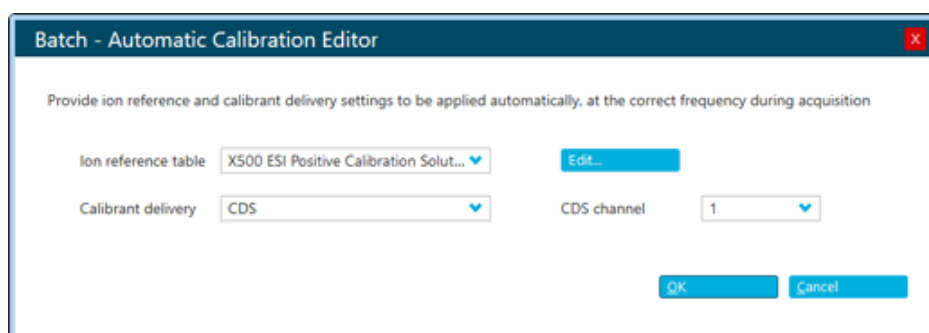 Batch - Automatic Calibration Editor X
Provide ion reference and calibrant delivery settings to be applied automatically, at the correct frequency during acquisition
Ion reference table X500 ESI Positive Calibration Solut... Edit...
Calibrant delivery CDS CDS channel 1
OK Cancel